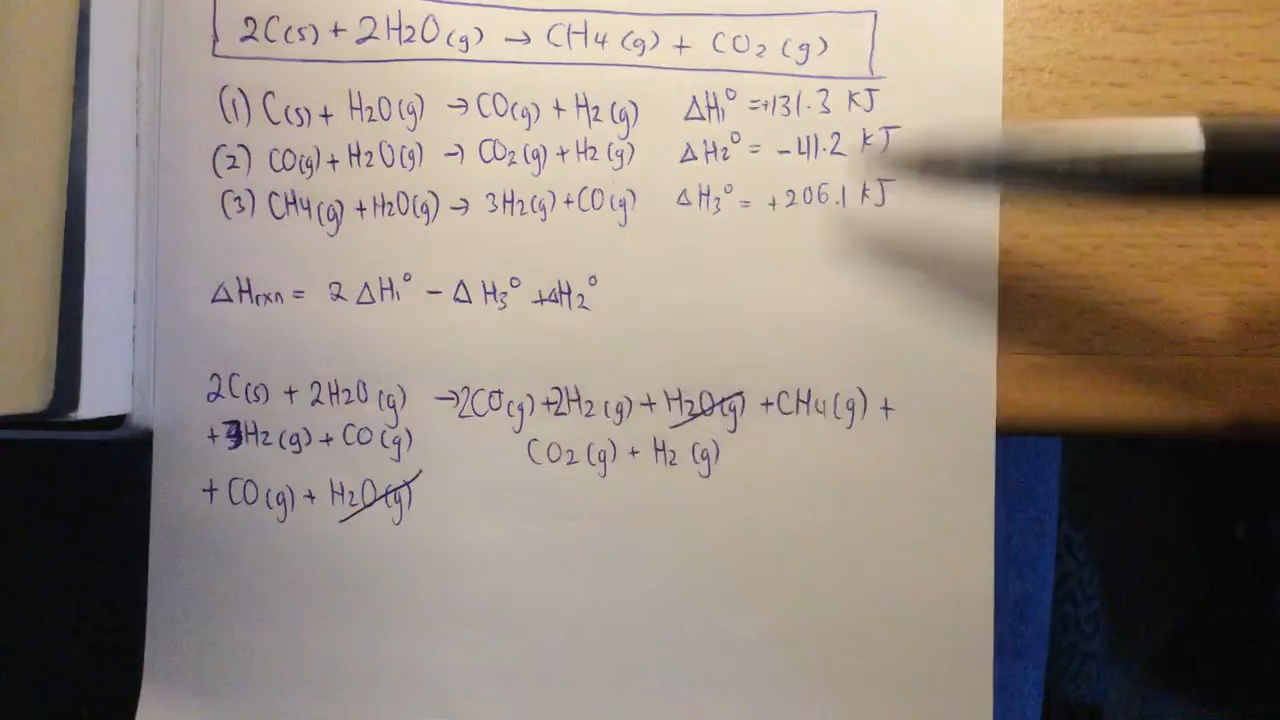 2C(s) + 2H2O(g) → CH4(g) + CO2(g)
(1) C(s) + H2O(g) → CO(g) + H2(g) ΔH1° = +131.3 KJ
(2) CO(g) + H2O(g) → CO2(g) + H2(g) ΔH2° = -41.2 KJ
(3) CH4(g) + H2O(g) → 3H2(g) + CO(g) ΔH3° = +206.1 KJ
ΔHrxn = 2ΔH1° - ΔH3° + ΔH2°
2C(s) + 2H2O(g) → 2CO(g) + 2H2(g) + H2O(g) + CH4(g) +
+ 3H2(g) + CO(g) CO2(g) + H2(g)
+ CO(g) + H2O(g)